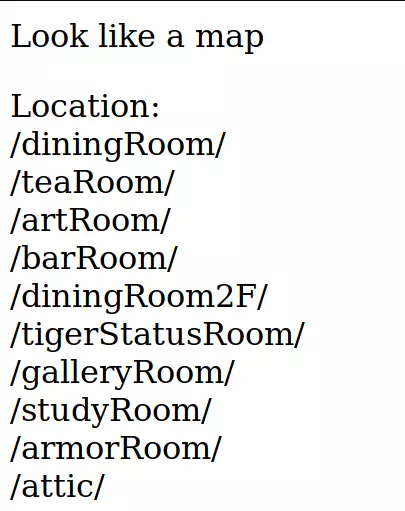 Look like a map
Location:
/diningRoom/
/teaRoom/
/artRoom/
/barRoom/
/diningRoom2F/
/tigerStatusRoom/
/galleryRoom/
/studyRoom/
/armorRoom/
/attic/